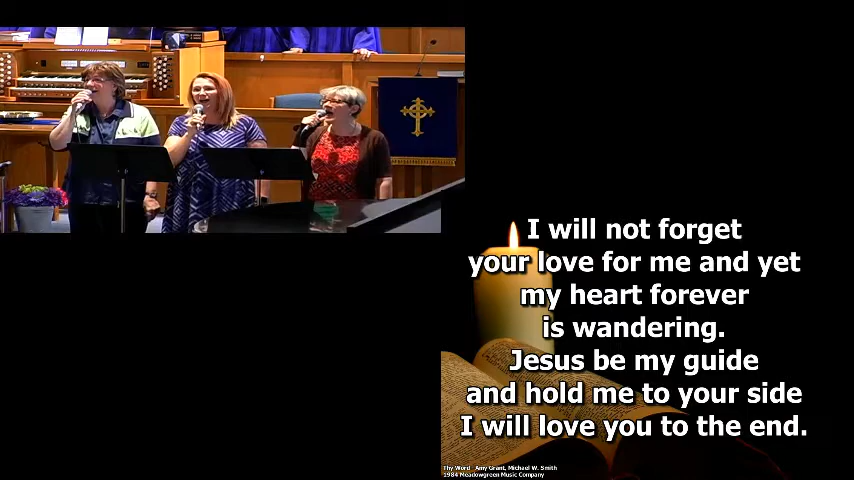 I will not forget
your love for me and yet
my heart forever
is wandering.
Jesus be my guide
and hold me to your side
I will love you to the end.
Thy Word Amy Grant, Michael W. Smith
1984 Meadowgreen Music Company